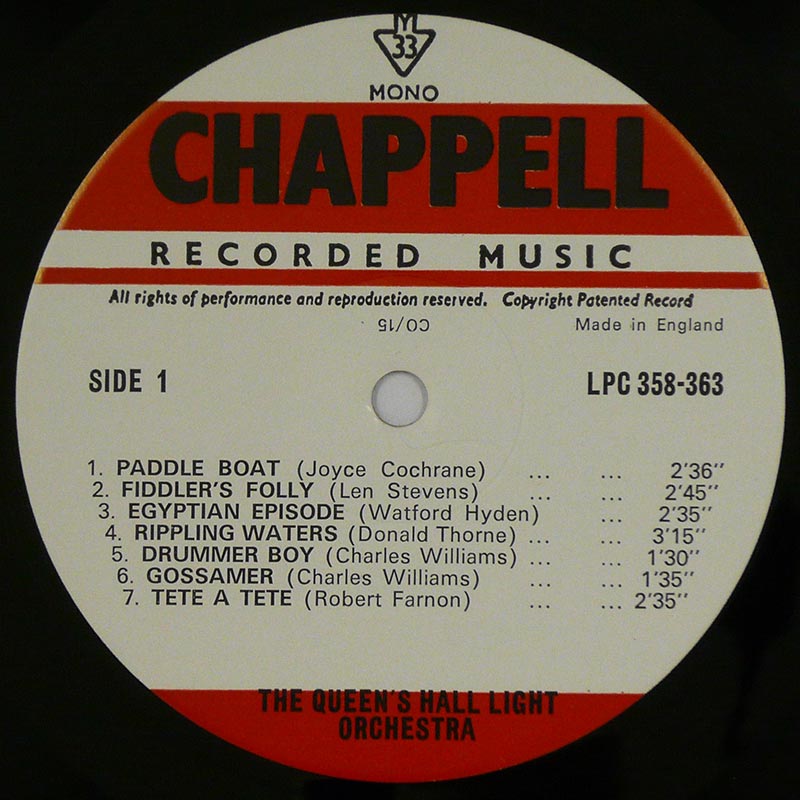 33
MONO
CHAPPELL
RECORDED MUSIC
All rights of performance and reproduction reserved. Copyright Patented Record
CO/15
Made in England
SIDE 1
LPC 358-363
1. PADDLE BOAT (Joyce Cochrane) ... ... 2'36"
2. FIDDLER'S FOLLY (Len Stevens) ... ... 2'45"
3. EGYPTIAN EPISODE (Watford Hyden) ... 2'35"
4. RIPPLING WATERS (Donald Thorne) ... ... 3'15"
5. DRUMMER BOY (Charles Williams) ... ... 1'30"
6. GOSSAMER (Charles Williams) ... ... 1'35"
7. TETE A TETE (Robert Farnon) ... ... 2'35"
THE QUEEN'S HALL LIGHT
ORCHESTRA